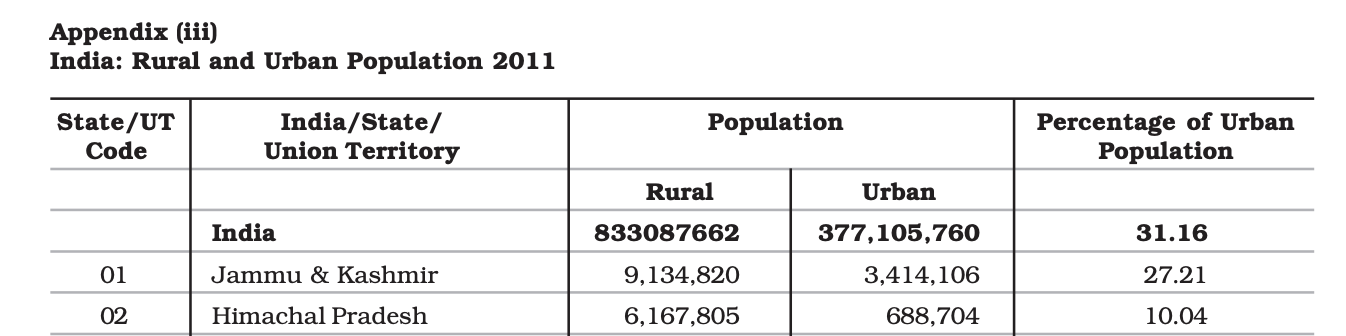 Appendix (iii)
India: Rural and Urban Population 2011
State/UT Code India/State/ Union Territory Population Percentage of Urban Population
Rural Urban
India 833087662 377,105,760 31.16
01 Jammu & Kashmir 9,134,820 3,414,106 27.21
02 Himachal Pradesh 6,167,805 688,704 10.04